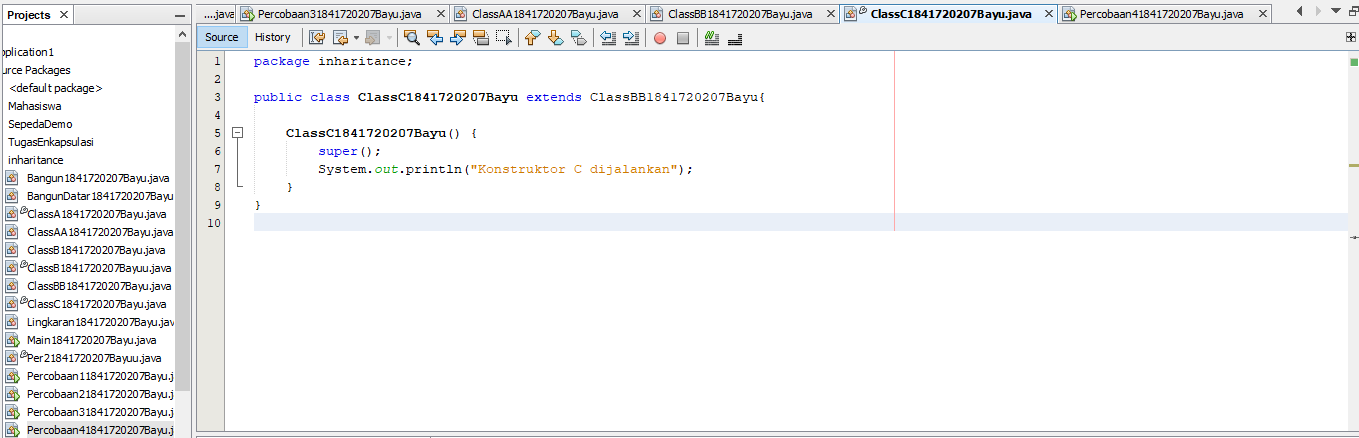 Projects
....java
Percobaan31841720207Bayu.java
ClassAA1841720207Bayu.java
ClassBB1841720207Bayu.java
ClassC1841720207Bayu.java
Percobaan41841720207Bayu.java
Source History
pplication1
urce Packages
<default package>
Mahasiswa
SepedaDemo
TugasEnkapsulasi
inharitance
Bangun1841720207Bayu.java
BangunDatar1841720207Bayu
ClassA1841720207Bayu.java
ClassAA1841720207Bayu.java
ClassB1841720207Bayu.java
ClassB1841720207Bayuu.java
ClassBB1841720207Bayu.java
ClassC1841720207Bayu.java
Lingkaran1841720207Bayu.jav
Main1841720207Bayu.java
Per21841720207Bayuu.java
Percobaan11841720207Bayu.j
Percobaan21841720207Bayu.j
Percobaan31841720207Bayu.j
Percobaan41841720207Bayu.j
1 package inharitance;
2
3 public class ClassC1841720207Bayu extends ClassBB1841720207Bayu{
4
5 ClassC1841720207Bayu() {
6 super();
7 System.out.println("Konstruktor C dijalankan");
8 }
9 }
10